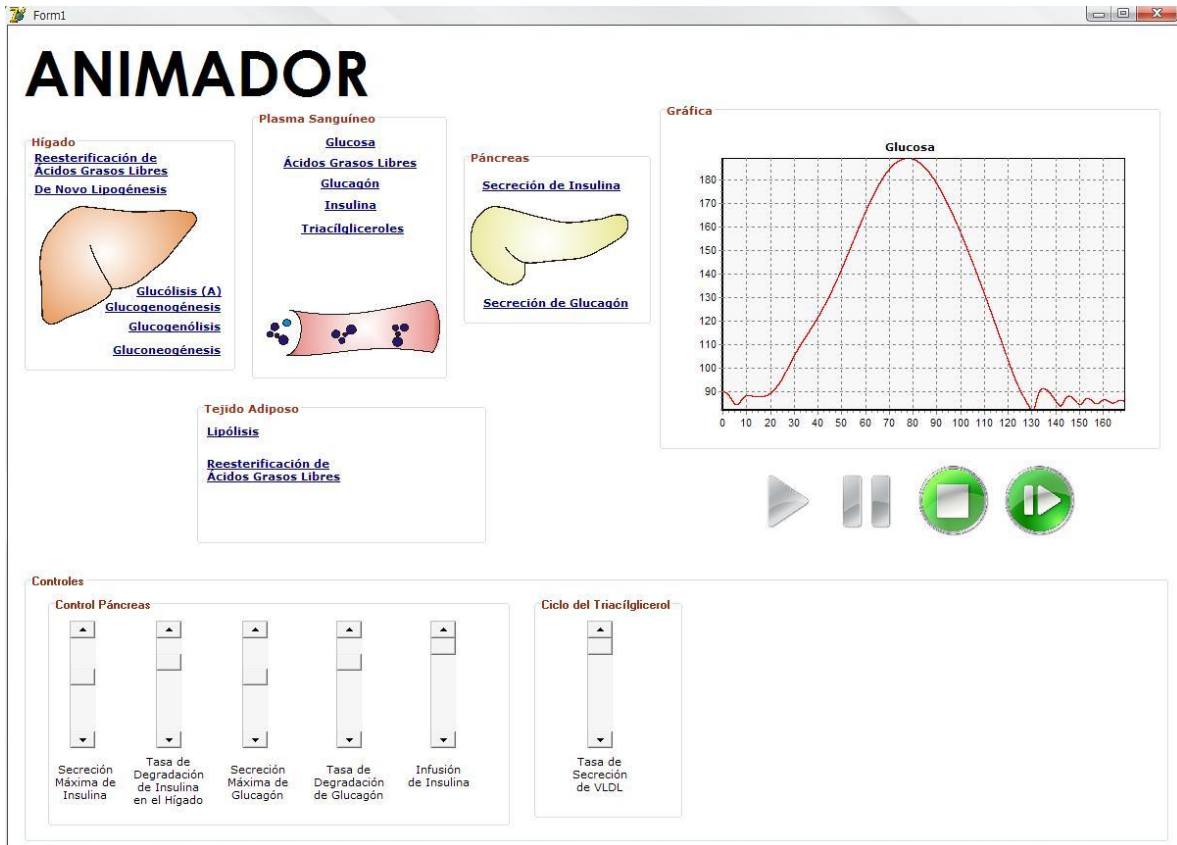 Form1
ANIMADOR
Hígado
Reesterificación de
Ácidos Grasos Libres
De Novo Lipogénesis
Glucólisis (A)
Glucogenogénesis
Glucogenólisis
Gluconeogénesis
Plasma Sanguíneo
Glucosa
Ácidos Grasos Libres
Glucagón
Insulina
Triacílgliceroles
Páncreas
Secreción de Insulina
Secreción de Glucagón
Gráfica
Glucosa
180
170
160
150
140
130
120
110
100
90
0 10 20 30 40 50 60 70 80 90 100 110 120 130 140 150 160
Tejido Adiposo
Lipólisis
Reesterificación de
Ácidos Grasos Libres
Controles
Control Páncreas
Secreción
Máxima de
Insulina
Tasa de
Degradación
de Insulina
en el Hígado
Secreción
Máxima de
Glucagón
Tasa de
Degradación
de Glucagón
Infusión
de Insulina
Ciclo del Triacílglicerol
Tasa de
Secreción
de VLDL